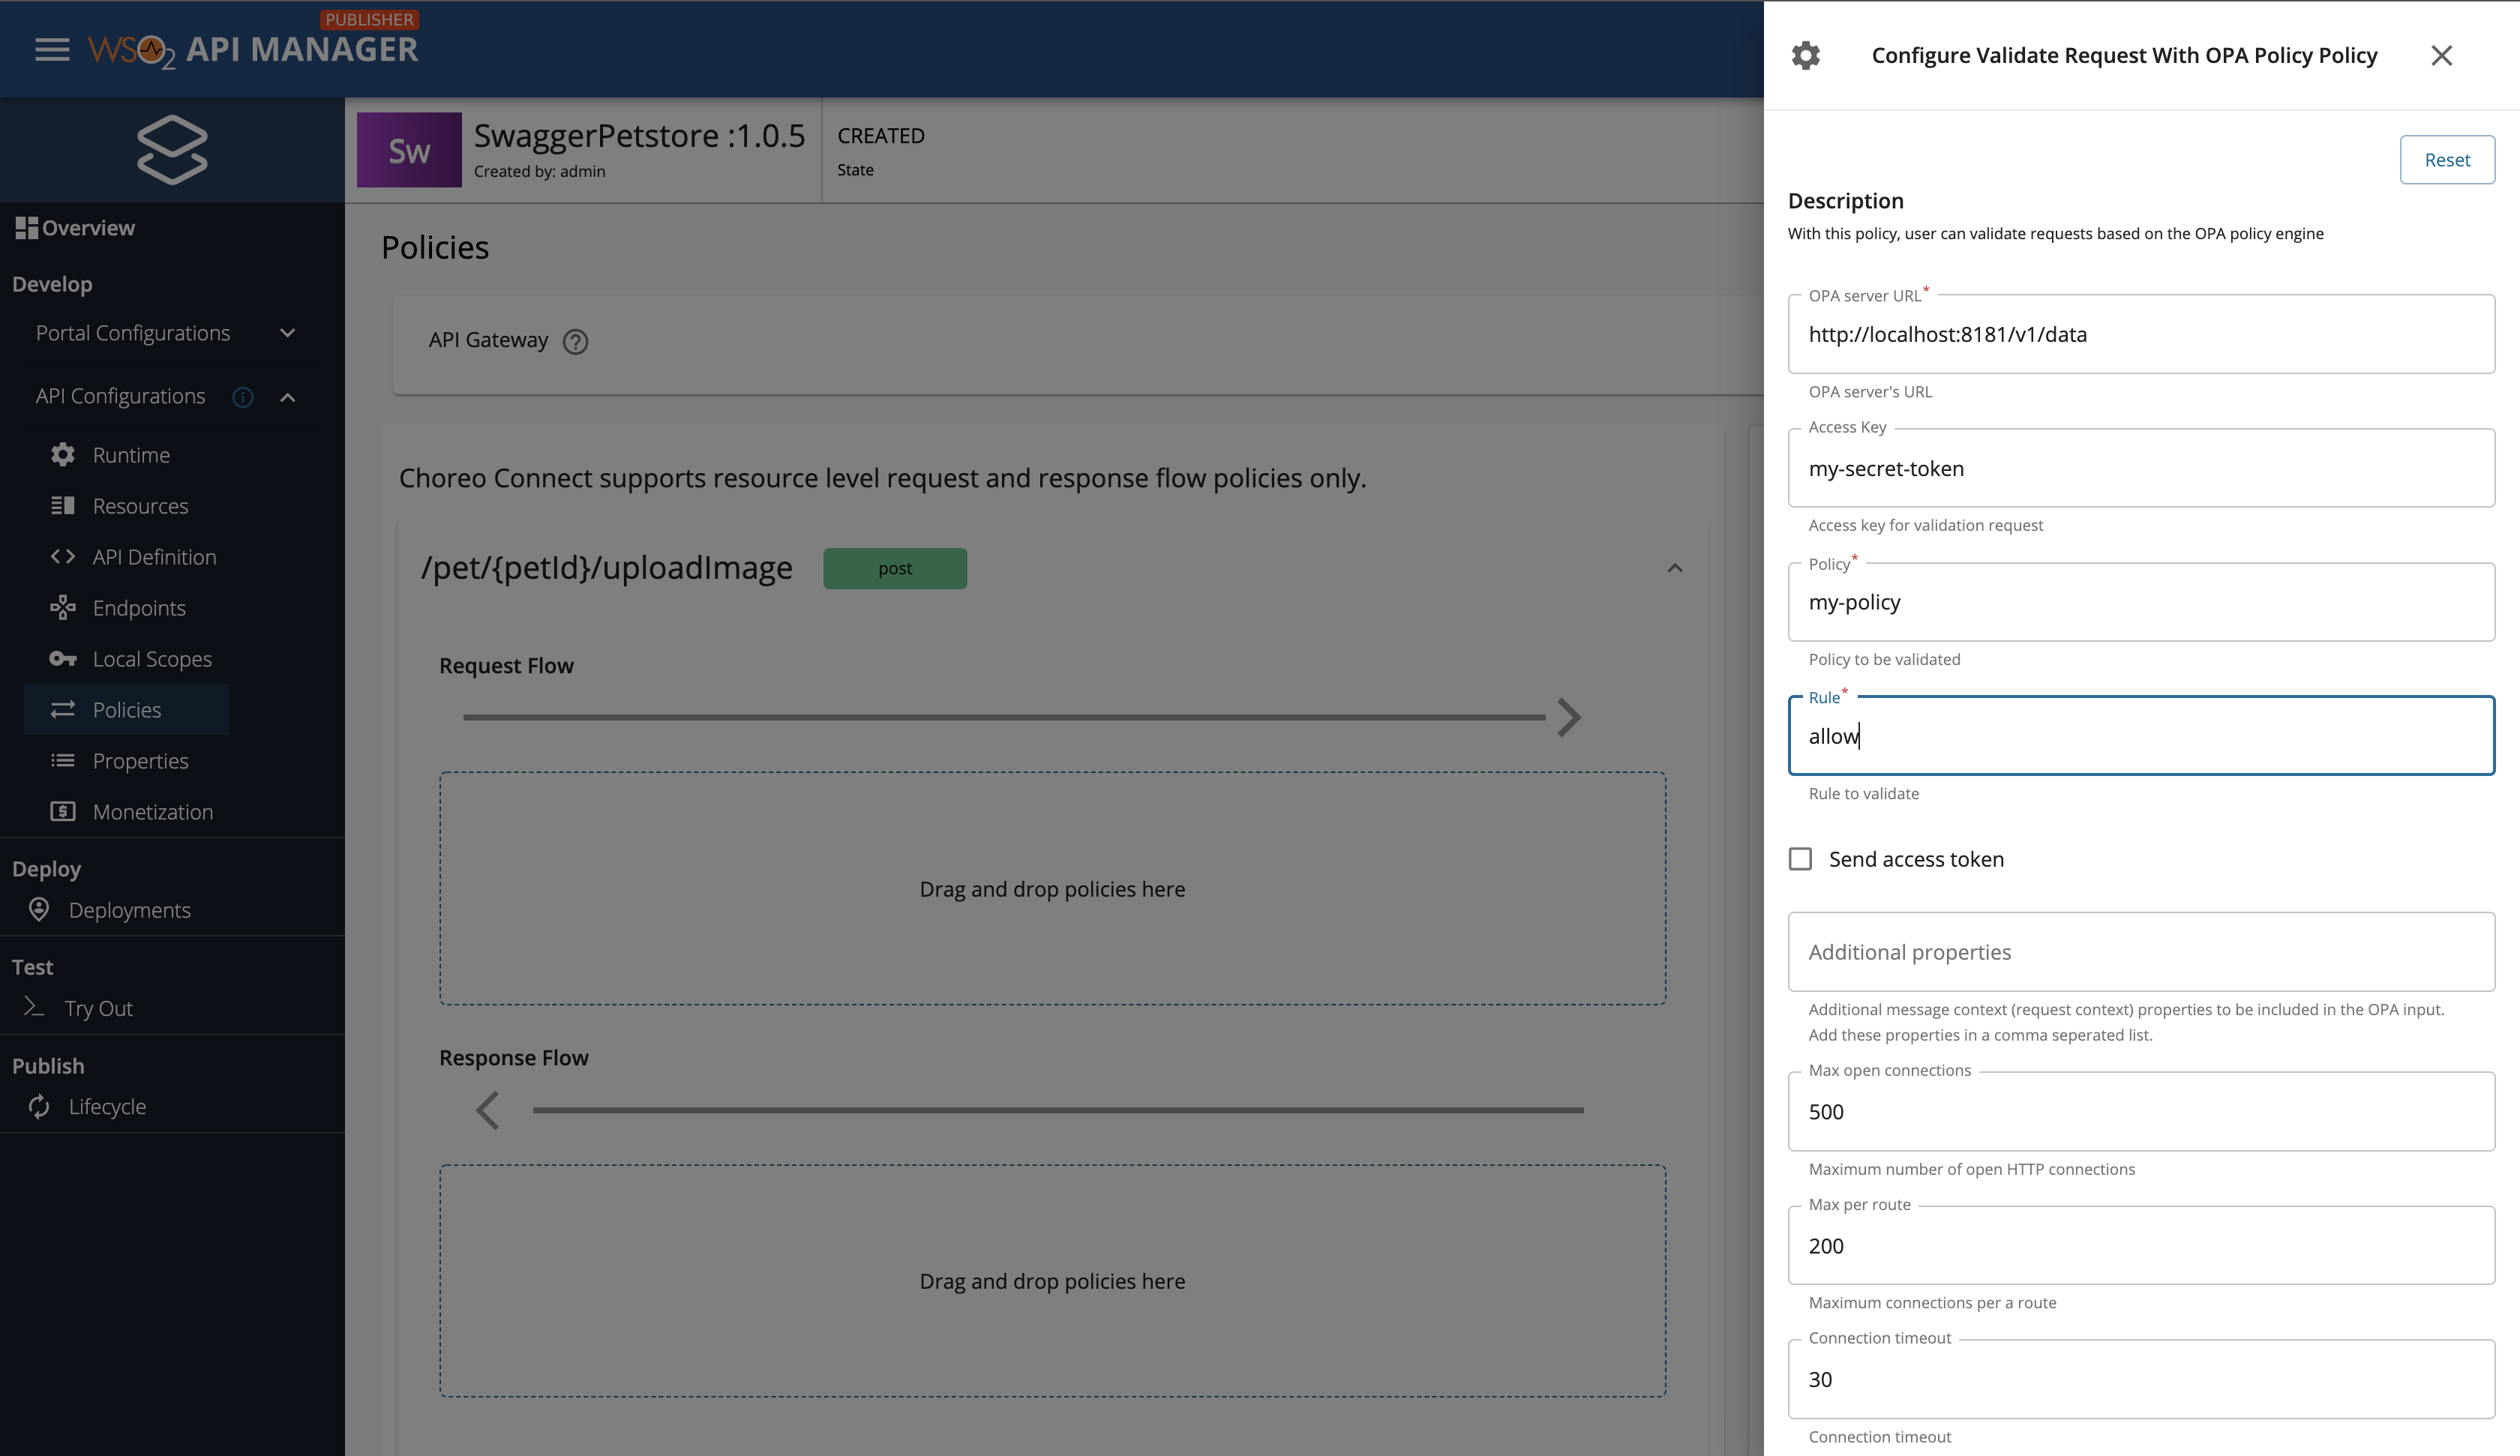 PUBLISHER
WSO2 API MANAGER
Sw
SwaggerPetstore :1.0.5
Created by: admin
CREATED
State
Overview
Develop
Portal Configurations
API Configurations
Runtime
Resources
API Definition
Endpoints
Local Scopes
Policies
Properties
Monetization
Deploy
Deployments
Test
Try Out
Publish
Lifecycle
Policies
API Gateway
Choreo Connect supports resource level request and response flow policies only.
/pet/{petId}/uploadImage post
Request Flow
Drag and drop policies here
Response Flow
Drag and drop policies here
Configure Validate Request With OPA Policy Policy
Reset
Description
With this policy, user can validate requests based on the OPA policy engine
OPA server URL*
http://localhost:8181/v1/data
OPA server's URL
Access Key
my-secret-token
Access key for validation request
Policy*
my-policy
Policy to be validated
Rule*
allow
Rule to validate
Send access token
Additional properties
Additional message context (request context) properties to be included in the OPA input.
Add these properties in a comma seperated list.
Max open connections
500
Maximum number of open HTTP connections
Max per route
200
Maximum connections per a route
Connection timeout
30
Connection timeout